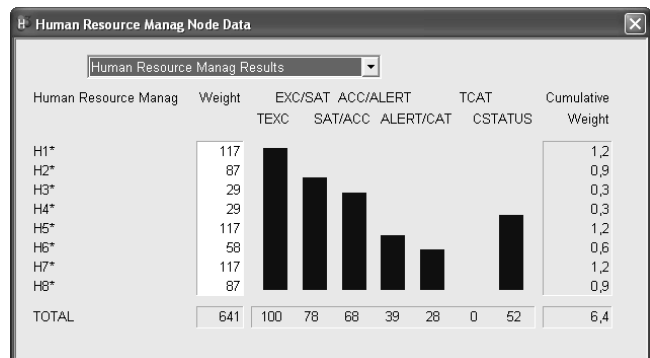 Human Resource Manag Node Data
Human Resource Manag Results
Human Resource Manag Weight EXC/SAT ACC/ALERT TCAT Cumulative
TEXC SAT/ACC ALERT/CAT CSTATUS Weight
H1* 117 1,2
H2* 87 0,9
H3* 29 0,3
H4* 29 0,3
H5* 117 1,2
H6* 58 0,6
H7* 117 1,2
H8* 87 0,9
TOTAL 641 100 78 68 39 28 0 52 6,4